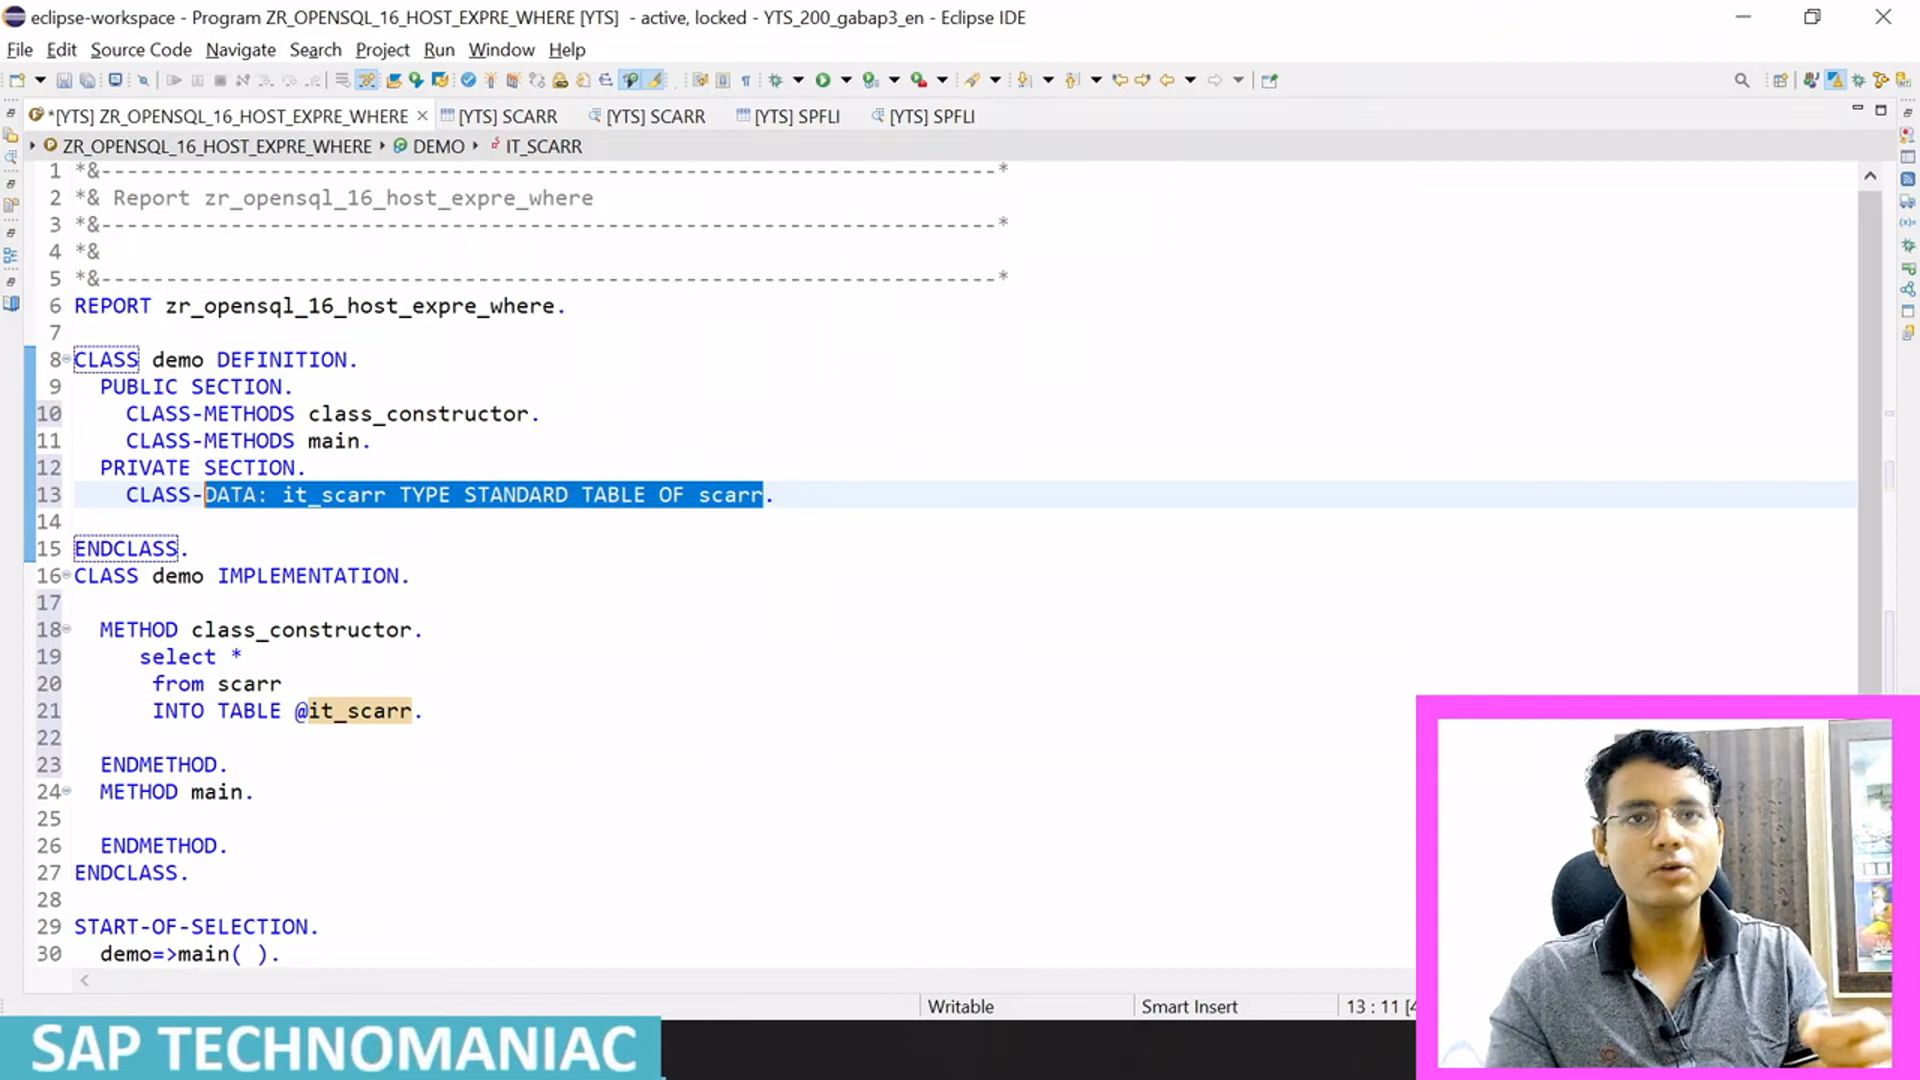 eclipse-workspace - Program ZR_OPENSQL_16_HOST_EXPRE_WHERE [YTS] - active, locked - YTS_200_gabap3_en - Eclipse IDE
File Edit Source Code Navigate Search Project Run Window Help
*[YTS] ZR_OPENSQL_16_HOST_EXPRE_WHERE [YTS] SCARR [YTS] SCARR [YTS] SPFLI [YTS] SPFLI
ZR_OPENSQL_16_HOST_EXPRE_WHERE DEMO IT_SCARR
1 *&---------------------------------------------------------------------*
2 *& Report zr_opensql_16_host_expre_where
3 *&---------------------------------------------------------------------*
4 *&
5 *&---------------------------------------------------------------------*
6 REPORT zr_opensql_16_host_expre_where.
7
8 CLASS demo DEFINITION.
9 PUBLIC SECTION.
10 CLASS-METHODS class_constructor.
11 CLASS-METHODS main.
12 PRIVATE SECTION.
13 CLASS-DATA: it_scarr TYPE STANDARD TABLE OF scarr.
14
15 ENDCLASS.
16 CLASS demo IMPLEMENTATION.
17
18 METHOD class_constructor.
19 select *
20 from scarr
21 INTO TABLE @it_scarr.
22
23 ENDMETHOD.
24 METHOD main.
25
26 ENDMETHOD.
27 ENDCLASS.
28
29 START-OF-SELECTION.
30 demo=>main( ).
Writable Smart Insert 13 : 11 [4
SAP TECHNOMANIAC